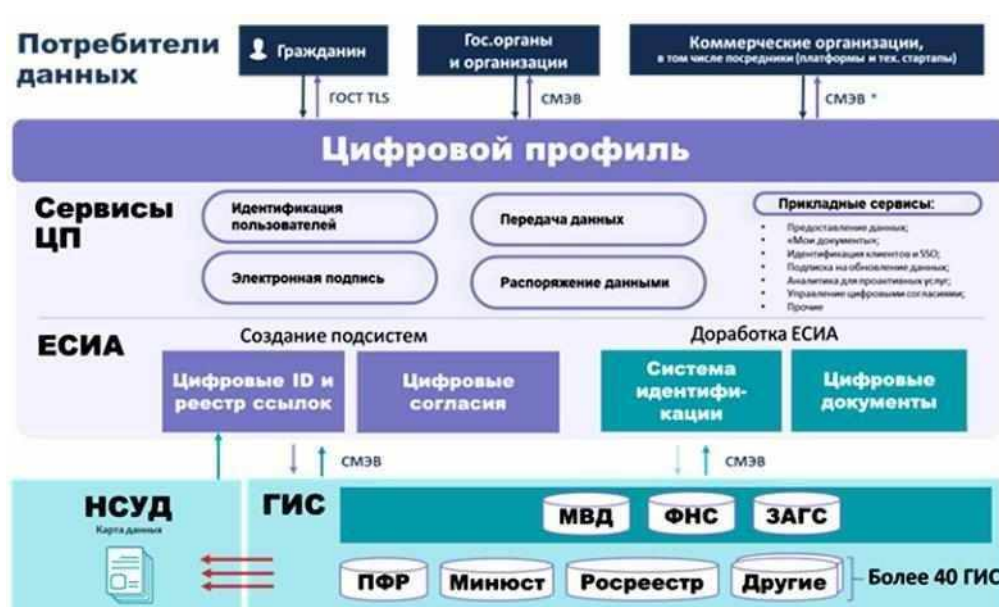 Потребители
данных
Гражданин
Гос.органы
и организации
Коммерческие организации,
в том числе посредники (платформы и тех. стартапы)
ГОСТ TLS
СМЭВ
СМЭВ *
Цифровой профиль
Сервисы
ЦП
Идентификация
пользователей
Передача данных
Электронная подпись
Распоряжение данными
Прикладные сервисы:
• Предоставление данных;
• «Мои документы»;
• Идентификация клиентов и SSO;
• Подписка на обновление данных;
• Аналитика для проактивных услуг;
• Управление цифровыми согласиями;
• Прочие
ЕСИА
Создание подсистем
Доработка ЕСИА
Цифровые ID и
реестр ссылок
Цифровые
согласия
Система
идентифи-
кации
Цифровые
документы
СМЭВ
СМЭВ
НСУД
Карта данных
ГИС
МВД
ФНС
ЗАГС
ПФР
Минюст
Росреестр
Другие
Более 40 ГИС